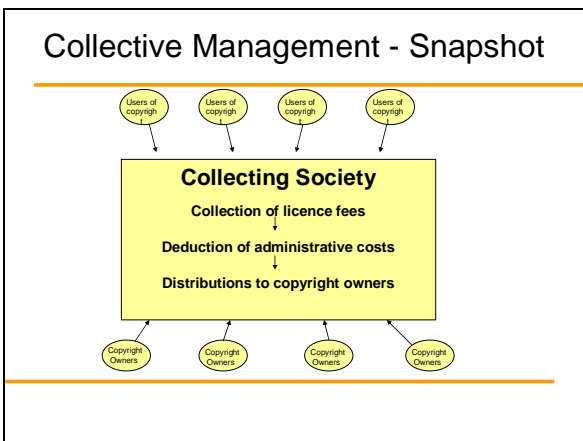 Collective Management - Snapshot
Users of
copyrigh
t
Users of
copyrigh
t
Users of
copyrigh
t
Users of
copyrigh
t
Collecting Society
Collection of licence fees
Deduction of administrative costs
Distributions to copyright owners
Copyright
Owners
Copyright
Owners
Copyright
Owners
Copyright
Owners